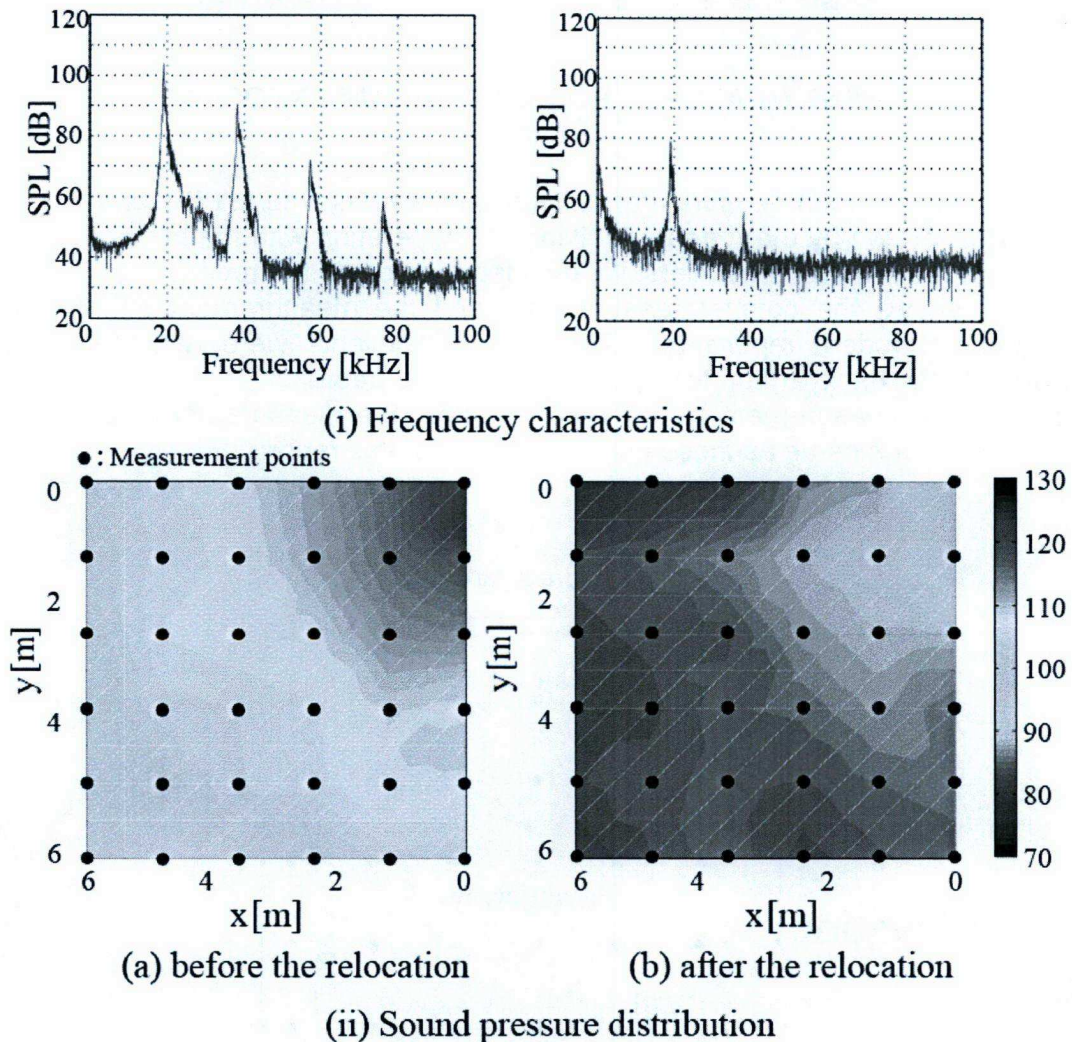 120
100
80
60
40
20
SPL [dB]
0 20 40 60 80 100
Frequency [kHz]
120
100
80
60
40
20
SPL [dB]
0 20 40 60 80 100
Frequency [kHz]
(i) Frequency characteristics
● : Measurement points
0
2
4
6
y [m]
6 4 2 0
x [m]
0
2
4
6
y [m]
6 4 2 0
x [m]
130
120
110
100
90
80
70
(a) before the relocation
(b) after the relocation
(ii) Sound pressure distribution